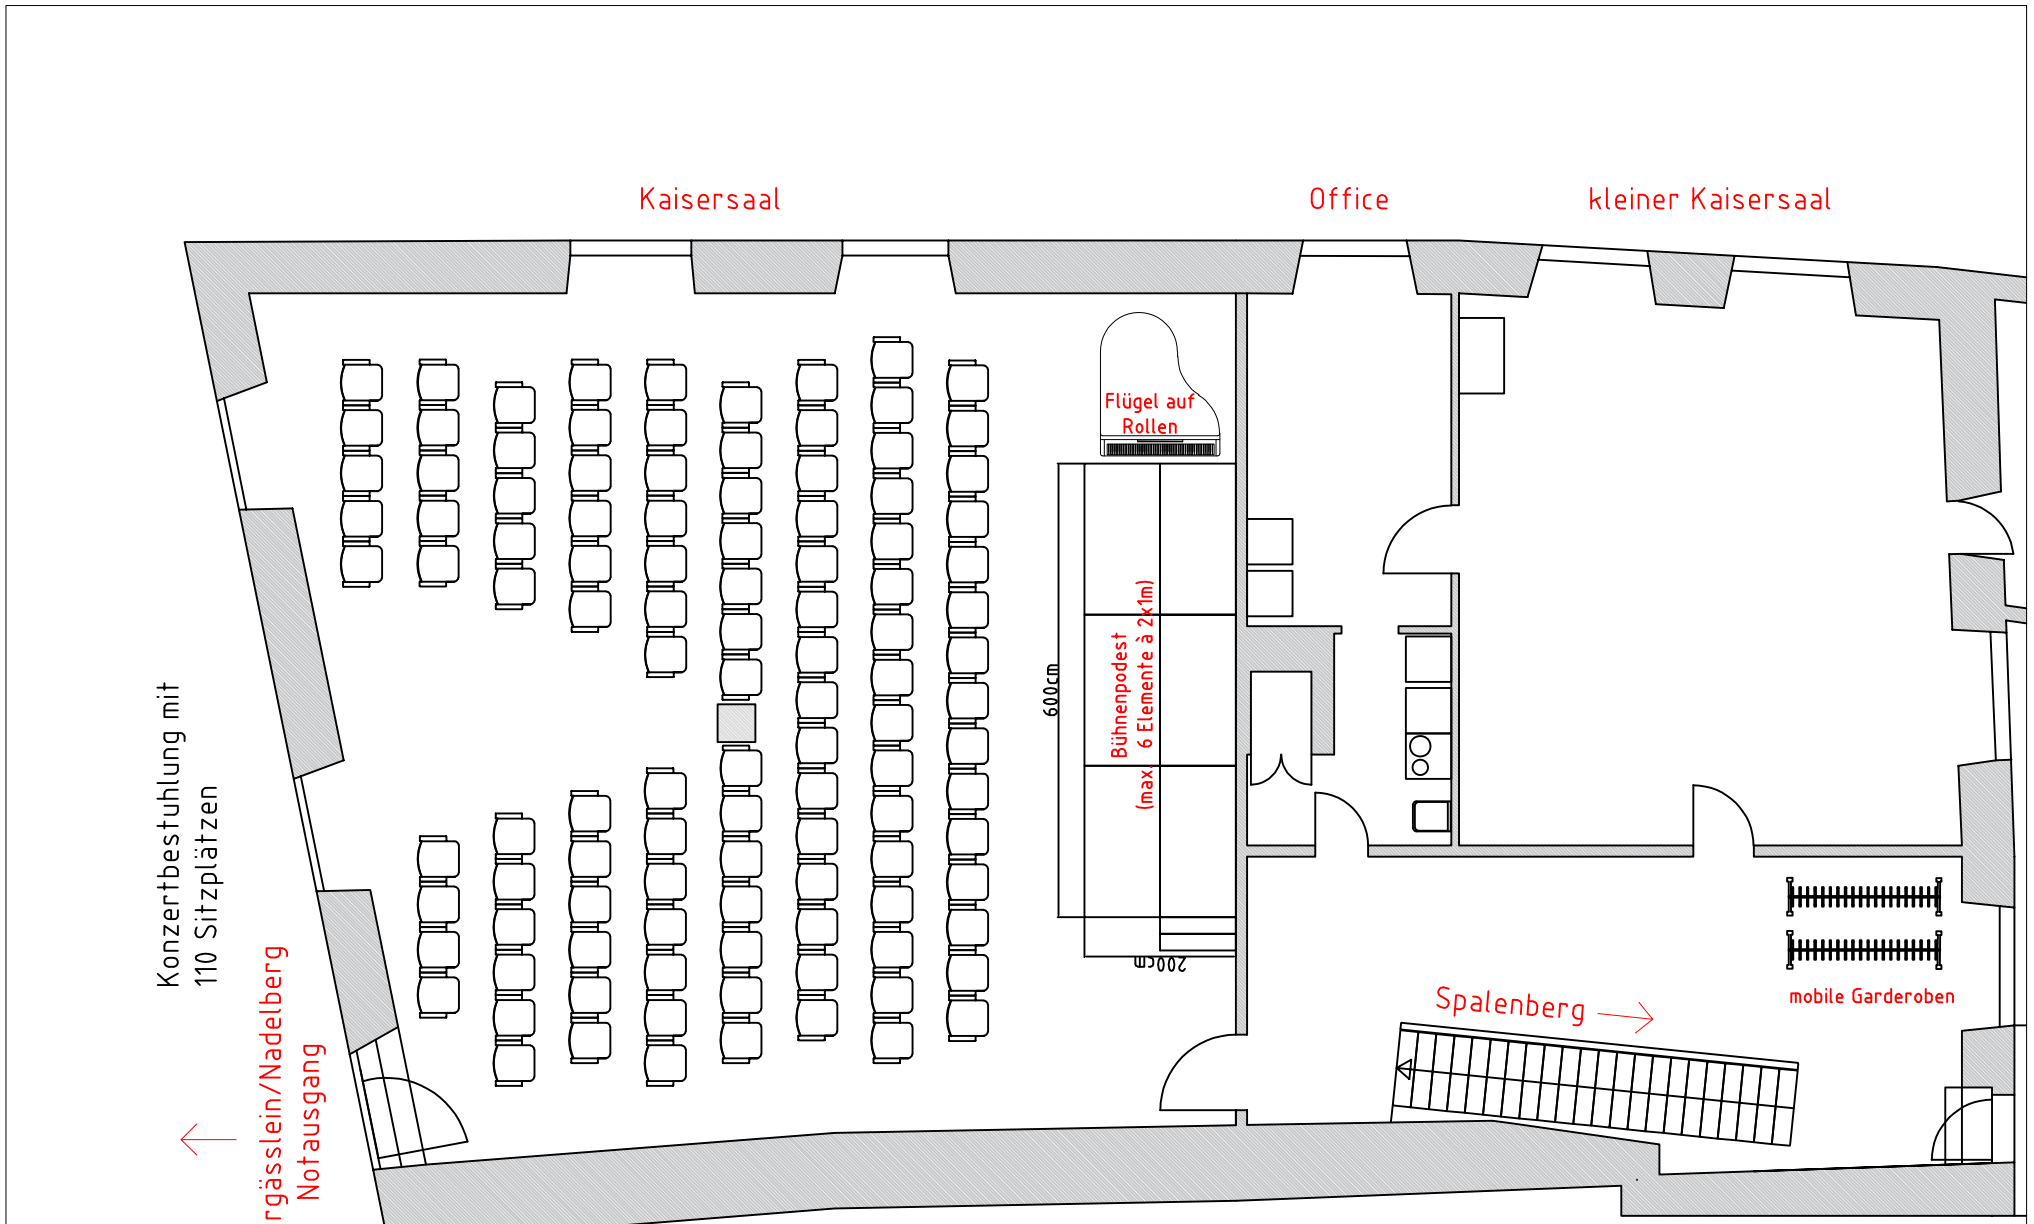 Kaisersaal
Office
kleiner Kaisersaal
Flügel auf
Rollen
600cm
Bühnenpodest
(max. 6 Elemente à 2x1m)
200cm
Konzertbestuhlung mit
110 Sitzplätzen
rgässlein/Nadelberg
Notausgang
Spalenberg
mobile Garderoben